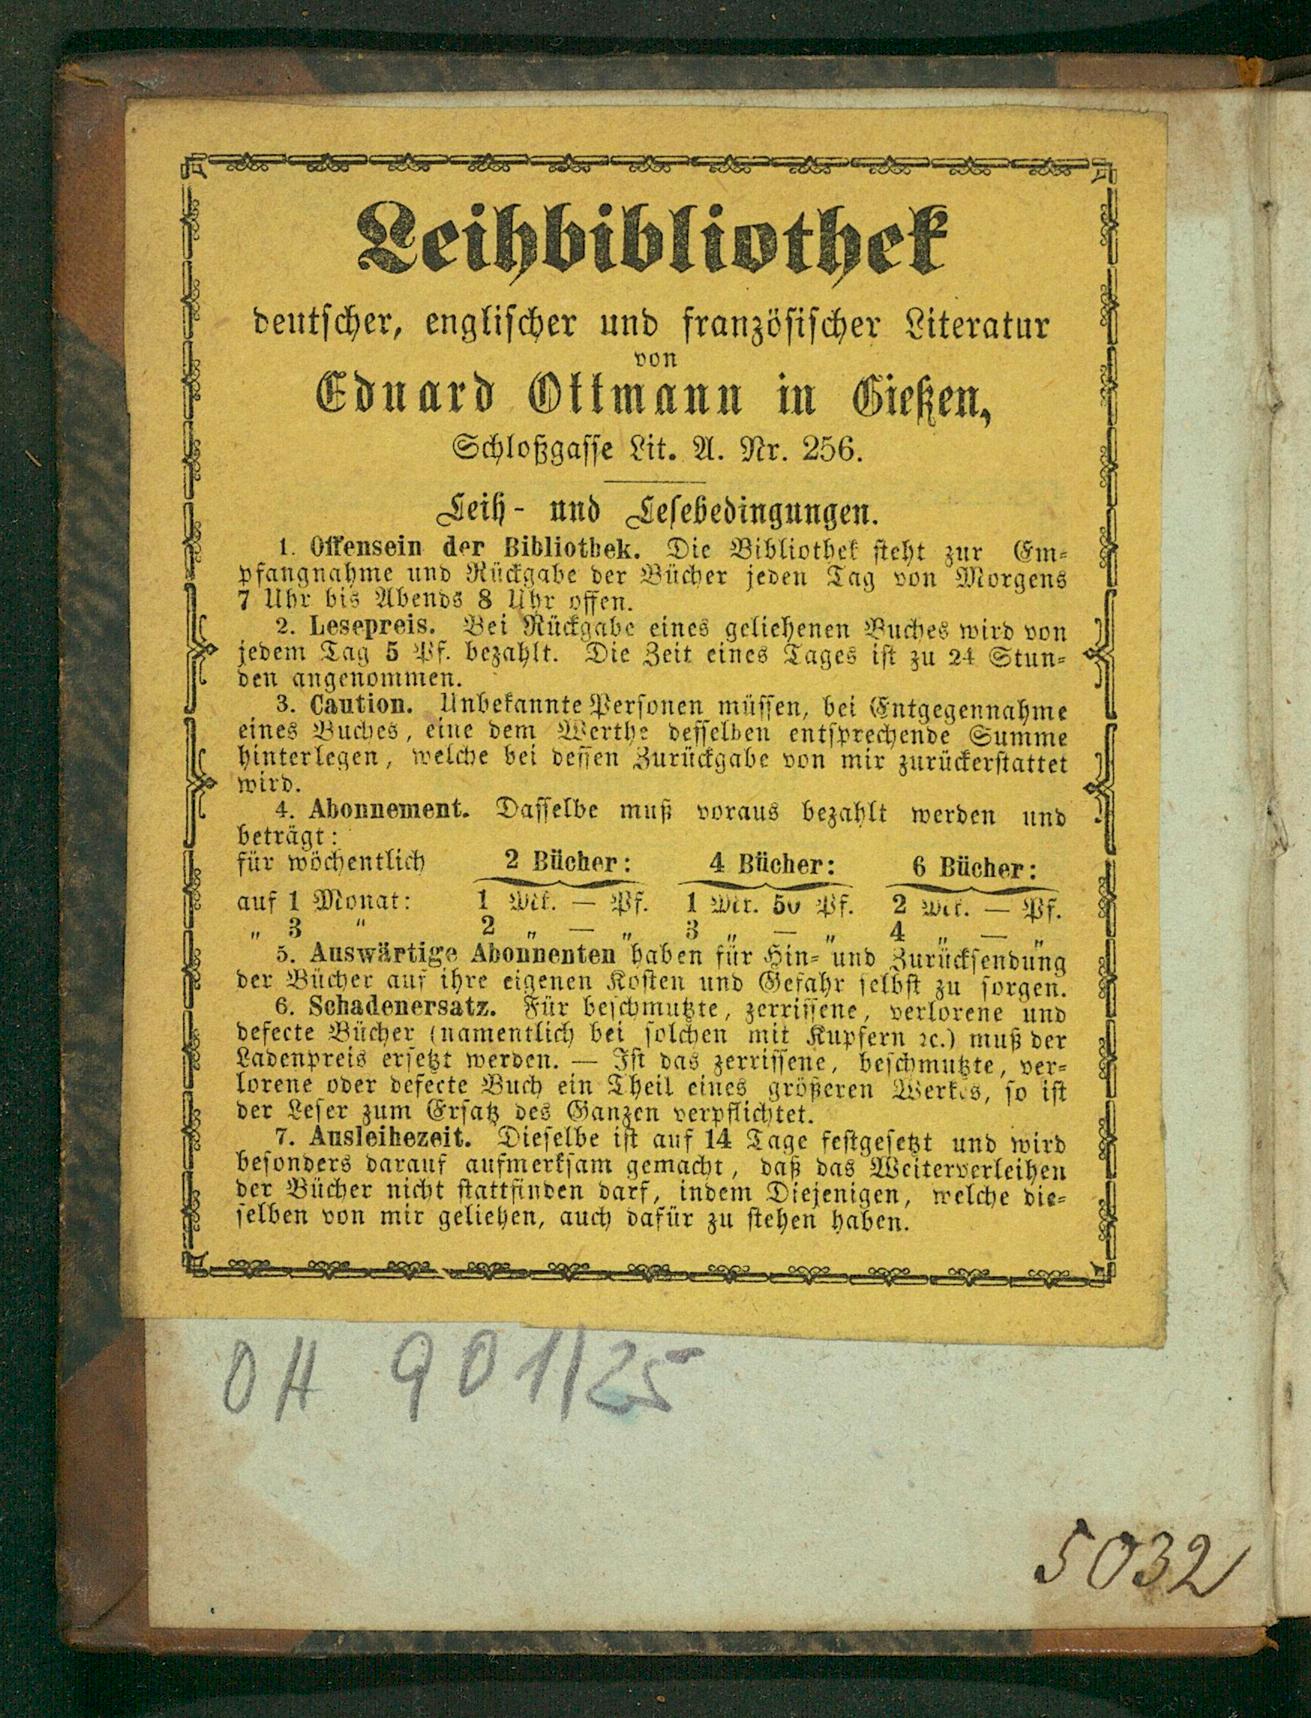 Leihbibliothek
deutscher, englischer und französischer Literatur
von
Eduard Ottmann in Gießen,
Schloßgasse Lit. A. Nr. 256.
Leih- und Lesebedingungen.
1. Offensein der Bibliothek. Die Bibliothek steht zur Em-
pfangnahme und Rückgabe der Bücher jeden Tag von Morgens
7 Uhr bis Abends 8 Uhr offen.
2. Lesepreis. Bei Rückgabe eines geliehenen Buches wird von
jedem Tag 5 Pf. bezahlt. Die Zeit eines Tages ist zu 24 Stun-
den angenommen.
3. Caution. Unbekannte Personen müssen, bei Entgegennahme
eines Buches, eine dem Werthe desselben entsprechende Summe
hinterlegen, welche bei dessen Zurückgabe von mir zurückerstattet
wird.
4. Abonnement. Dasselbe muß voraus bezahlt werden und
beträgt:
für wöchentlich 2 Bücher: 4 Bücher: 6 Bücher:
auf 1 Monat: 1 Mk. — Pf. 1 Mk. 50 Pf. 2 Mk. — Pf.
„ 3 " 2 „ — „ 3 „ — „ 4 „ — „
5. Auswärtige Abonnenten haben für Hin- und Zurücksendung
der Bücher auf ihre eigenen Kosten und Gefahr selbst zu sorgen.
6. Schadenersatz. Für beschmutzte, zerrissene, verlorene und
defecte Bücher (namentlich bei solchen mit Kupfern ꝛc.) muß der
Ladenpreis ersetzt werden. — Ist das zerrissene, beschmutzte, ver-
lorene oder defecte Buch ein Theil eines größeren Werkes, so ist
der Leser zum Ersatz des Ganzen verpflichtet.
7. Ausleihezeit. Dieselbe ist auf 14 Tage festgesetzt und wird
besonders darauf aufmerksam gemacht, daß das Weiterverleihen
der Bücher nicht stattfinden darf, indem Diejenigen, welche die-
selben von mir geliehen, auch dafür zu stehen haben.
OH 901/25
5032